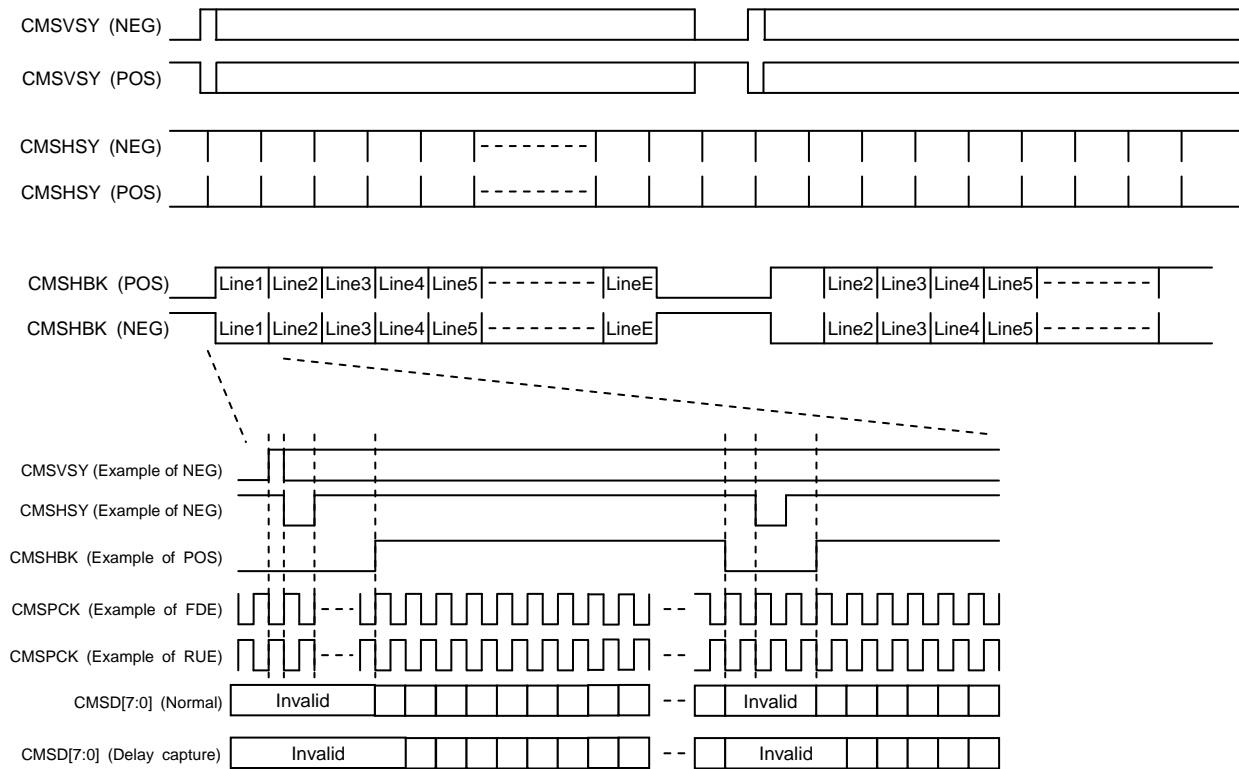 CMSVSY (NEG)
CMSVSY (POS)
CMSHSY (NEG)
CMSHSY (POS)
CMSHBK (POS) Line1 Line2 Line3 Line4 Line5 LineE Line2 Line3 Line4 Line5
CMSHBK (NEG) Line1 Line2 Line3 Line4 Line5 LineE Line2 Line3 Line4 Line5
CMSVSY (Example of NEG)
CMSHSY (Example of NEG)
CMSHBK (Example of POS)
CMSPCK (Example of FDE)
CMSPCK (Example of RUE)
CMSD[7:0] (Normal) Invalid Invalid
CMSD[7:0] (Delay capture) Invalid Invalid